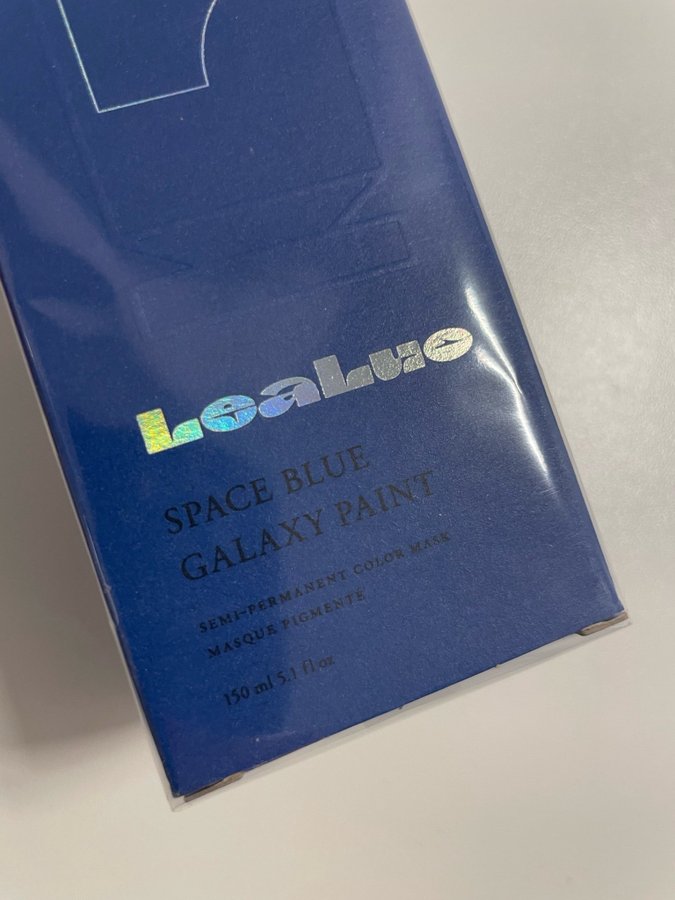 LeaLuo
SPACE BLUE
GALAXY PAINT
SEMI-PERMANENT COLOR MASK
MASQUE PIGMENTÉ
150 ml 5.1 fl oz